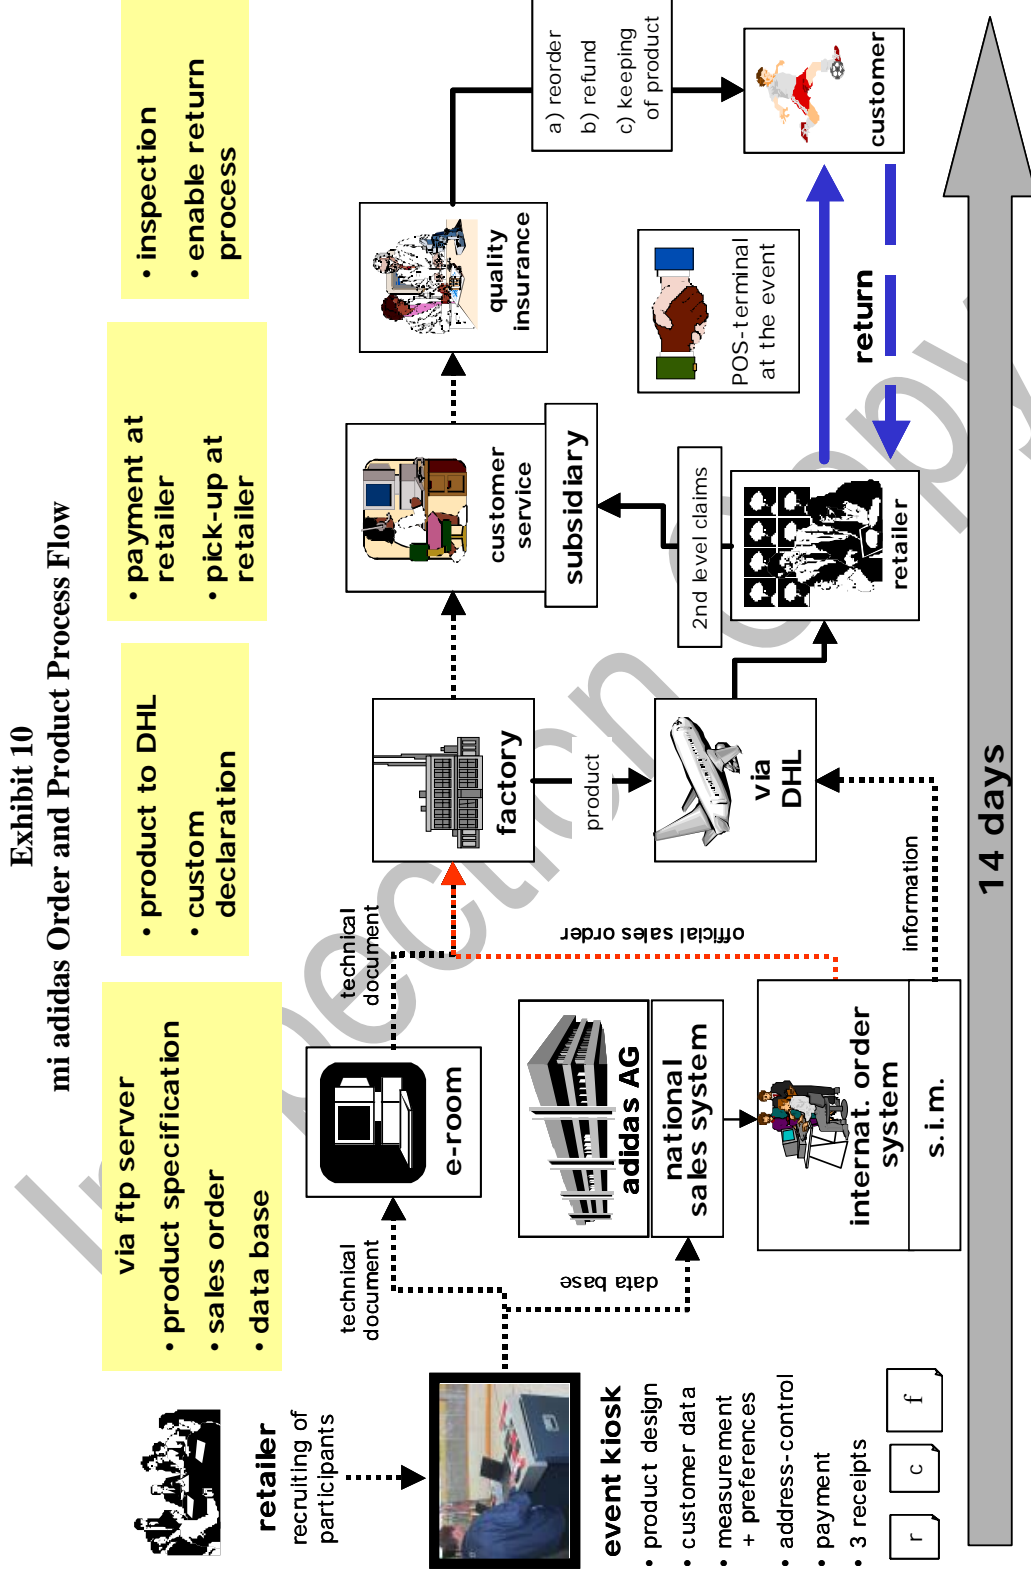 Exhibit 10
mi adidas Order and Product Process Flow
via ftp server
• product specification
• sales order
• data base
• product to DHL
• custom
declaration
• payment at
retailer
• pick-up at
retailer
• inspection
• enable return
process
retailer
recruiting of
participants
event kiosk
• product design
• customer data
• measurement
+ preferences
• address-control
• payment
• 3 receipts
r
c
f
technical
document
data base
e-room
adidas AG
national
sales system
internat. order
system
s.i.m.
technical
document
official sales order
information
factory
product
via
DHL
customer
service
subsidiary
2nd level claims
retailer
quality
insurance
POS-terminal
at the event
return
a) reorder
b) refund
c) keeping
of product
customer
14 days
Inspection Copy